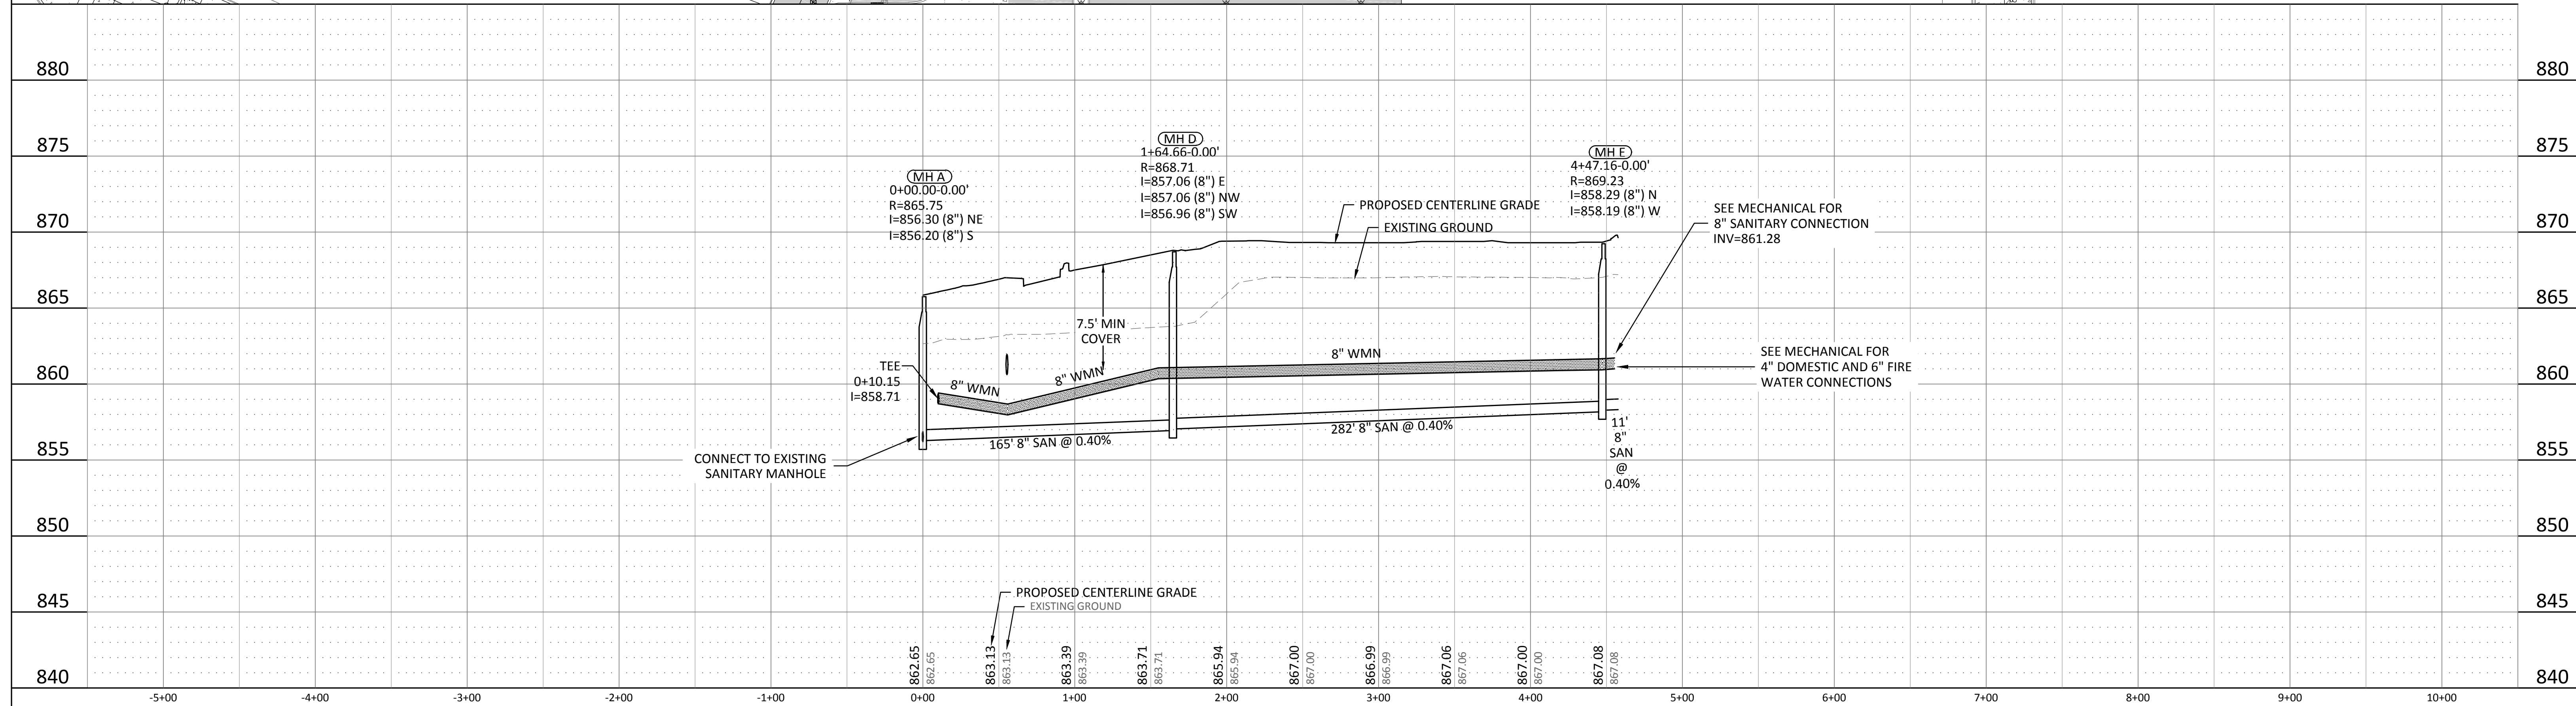 880
880
875
875
870
870
865
865
860
860
855
855
850
850
845
845
840
840
MH A
0+00.00-0.00'
R=865.75
I=856.30 (8") NE
I=856.20 (8") S
MH D
1+64.66-0.00'
R=868.71
I=857.06 (8") E
I=857.06 (8") NW
I=856.96 (8") SW
MH E
4+47.16-0.00'
R=869.23
I=858.29 (8") N
I=858.19 (8") W
PROPOSED CENTERLINE GRADE
EXISTING GROUND
SEE MECHANICAL FOR
8" SANITARY CONNECTION
INV=861.28
7.5' MIN
COVER
TEE
0+10.15
I=858.71
8" WMN
8" WMN
8" WMN
SEE MECHANICAL FOR
4" DOMESTIC AND 6" FIRE
WATER CONNECTIONS
165' 8" SAN @ 0.40%
282' 8" SAN @ 0.40%
11'
8"
SAN
@
0.40%
CONNECT TO EXISTING
SANITARY MANHOLE
PROPOSED CENTERLINE GRADE
EXISTING GROUND
862.65
862.65
863.13
863.13
863.39
863.39
863.71
863.71
865.94
865.94
867.00
867.00
866.99
866.99
867.06
867.06
867.00
867.00
867.08
867.08
-5+00
-4+00
-3+00
-2+00
-1+00
0+00
1+00
2+00
3+00
4+00
5+00
6+00
7+00
8+00
9+00
10+00